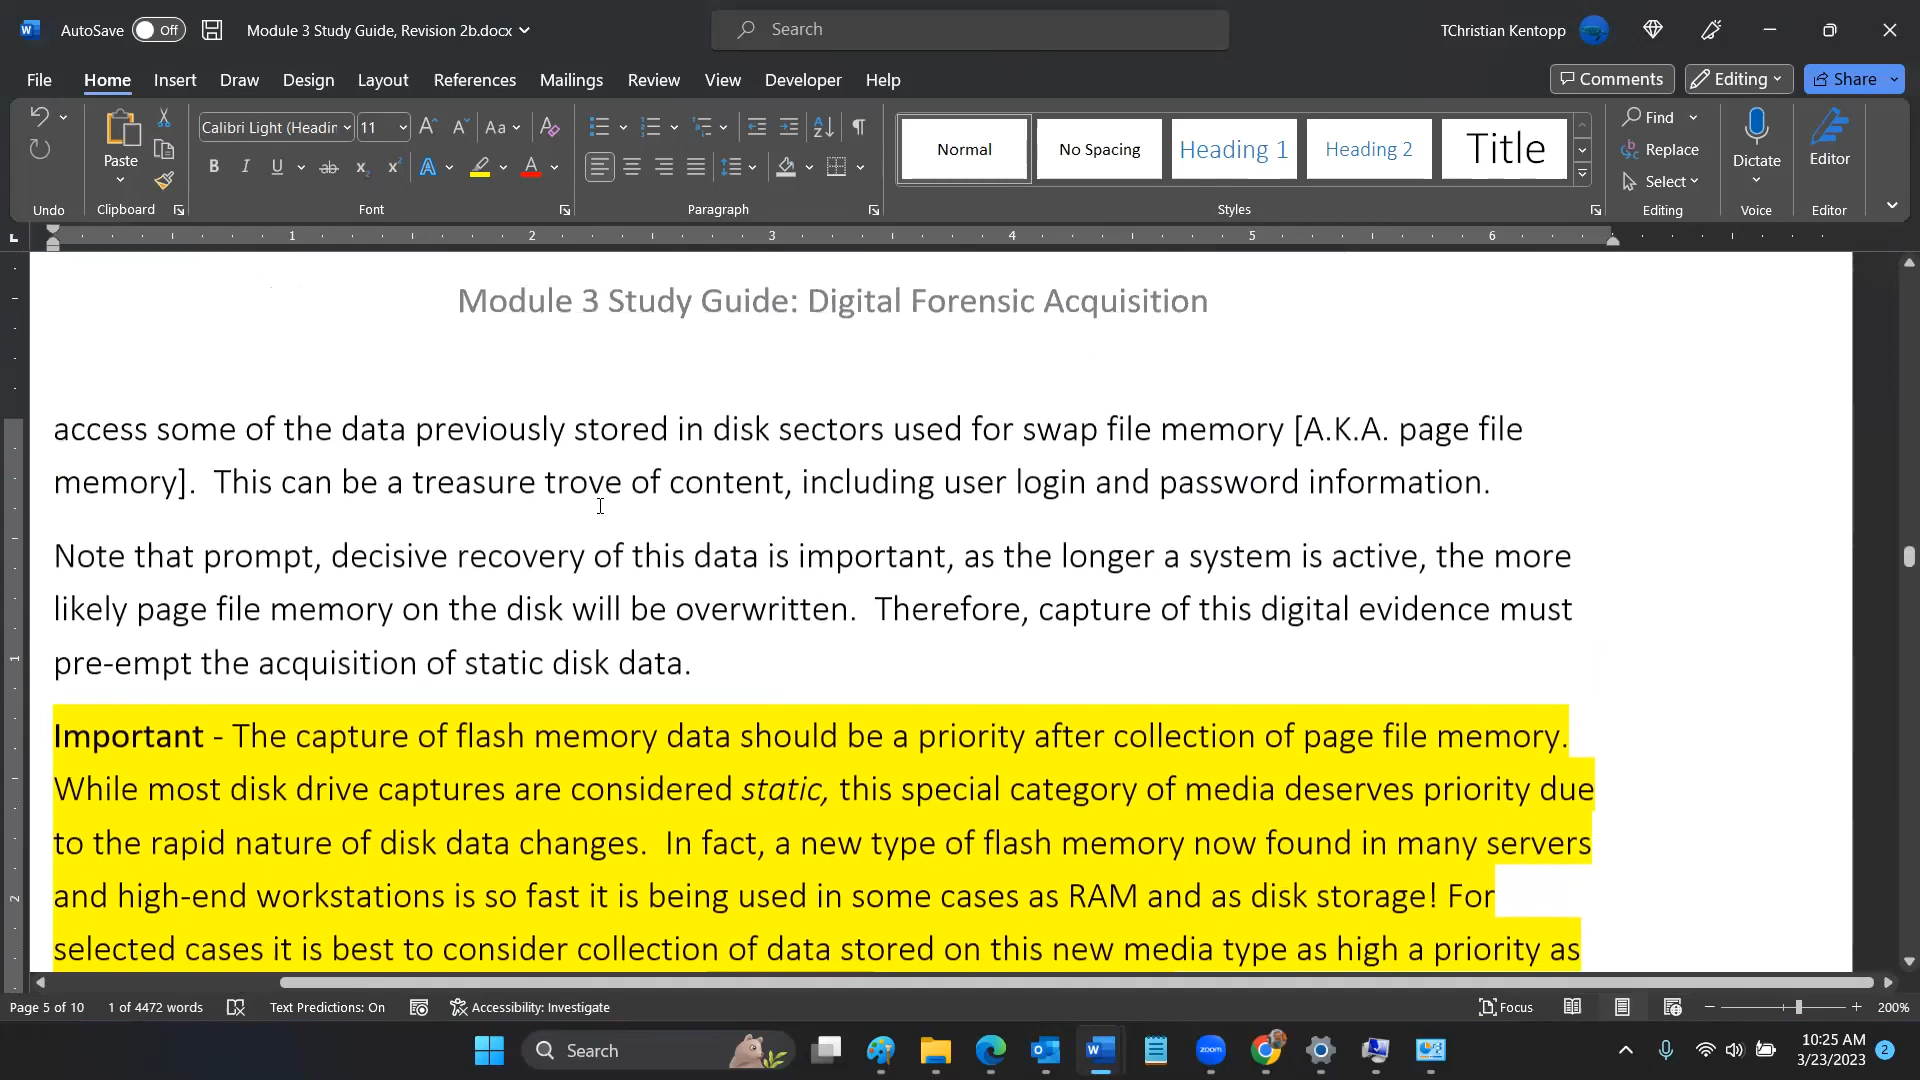 AutoSave Off Module 3 Study Guide, Revision 2b.docx Search TChristian Kentopp
File Home Insert Draw Design Layout References Mailings Review View Developer Help Comments Editing Share
Paste
Calibri Light (Headin 11
B I U ab x₂ x² A A
Normal
No Spacing
Heading 1
Heading 2
Title
Find
Replace
Select
Dictate
Editor
Undo Clipboard Font Paragraph Styles Editing Voice Editor
1 2 3 4 5 6
Module 3 Study Guide: Digital Forensic Acquisition
access some of the data previously stored in disk sectors used for swap file memory [A.K.A. page file
memory].  This can be a treasure trove of content, including user login and password information.
Note that prompt, decisive recovery of this data is important, as the longer a system is active, the more
likely page file memory on the disk will be overwritten.  Therefore, capture of this digital evidence must
pre-empt the acquisition of static disk data.
Important - The capture of flash memory data should be a priority after collection of page file memory.
While most disk drive captures are considered static, this special category of media deserves priority due
to the rapid nature of disk data changes.  In fact, a new type of flash memory now found in many servers
and high-end workstations is so fast it is being used in some cases as RAM and as disk storage! For
selected cases it is best to consider collection of data stored on this new media type as high a priority as
1
2
Page 5 of 10 1 of 4472 words Text Predictions: On Accessibility: Investigate Focus 200%
Search
zoom
10:25 AM
3/23/2023
2